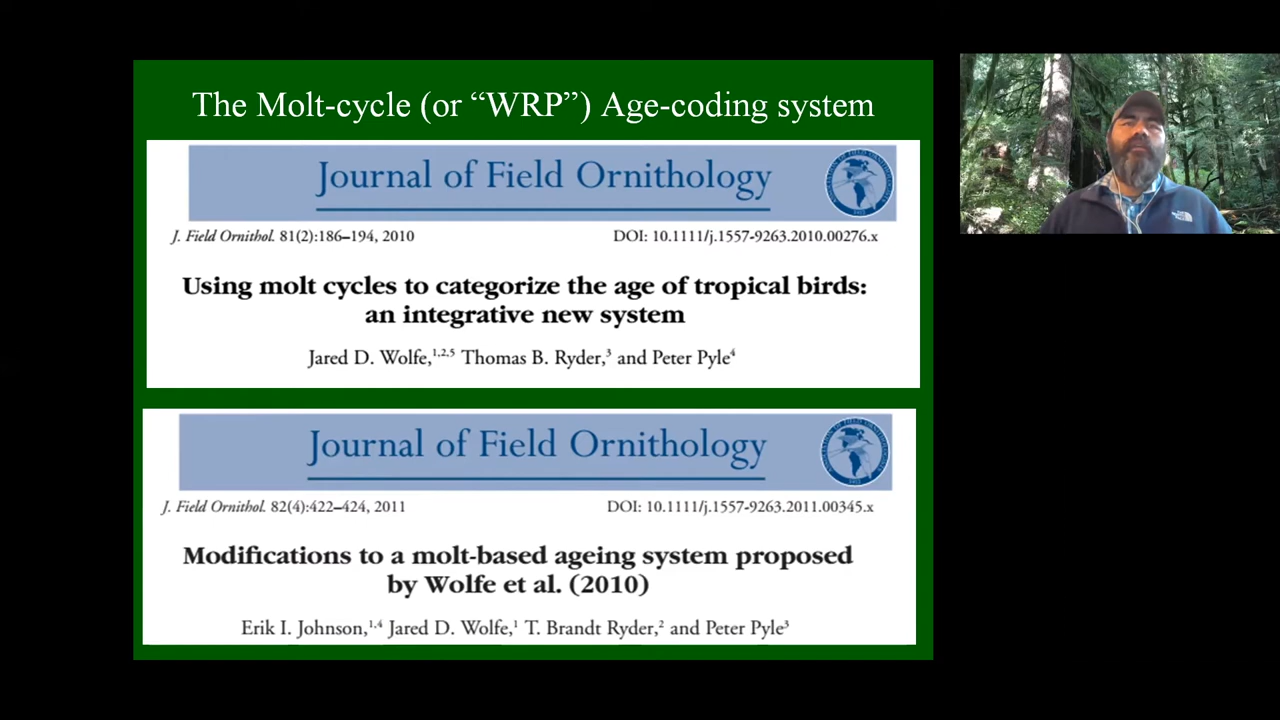 The Molt-cycle (or “WRP”) Age-coding system
Journal of Field Ornithology
J. Field Ornithol. 81(2):186–194, 2010
DOI: 10.1111/j.1557-9263.2010.00276.x
Using molt cycles to categorize the age of tropical birds:
an integrative new system
Jared D. Wolfe,1,2,5 Thomas B. Ryder,3 and Peter Pyle4
Journal of Field Ornithology
J. Field Ornithol. 82(4):422–424, 2011
DOI: 10.1111/j.1557-9263.2011.00345.x
Modifications to a molt-based ageing system proposed
by Wolfe et al. (2010)
Erik I. Johnson,1,4 Jared D. Wolfe,1 T. Brandt Ryder,2 and Peter Pyle3